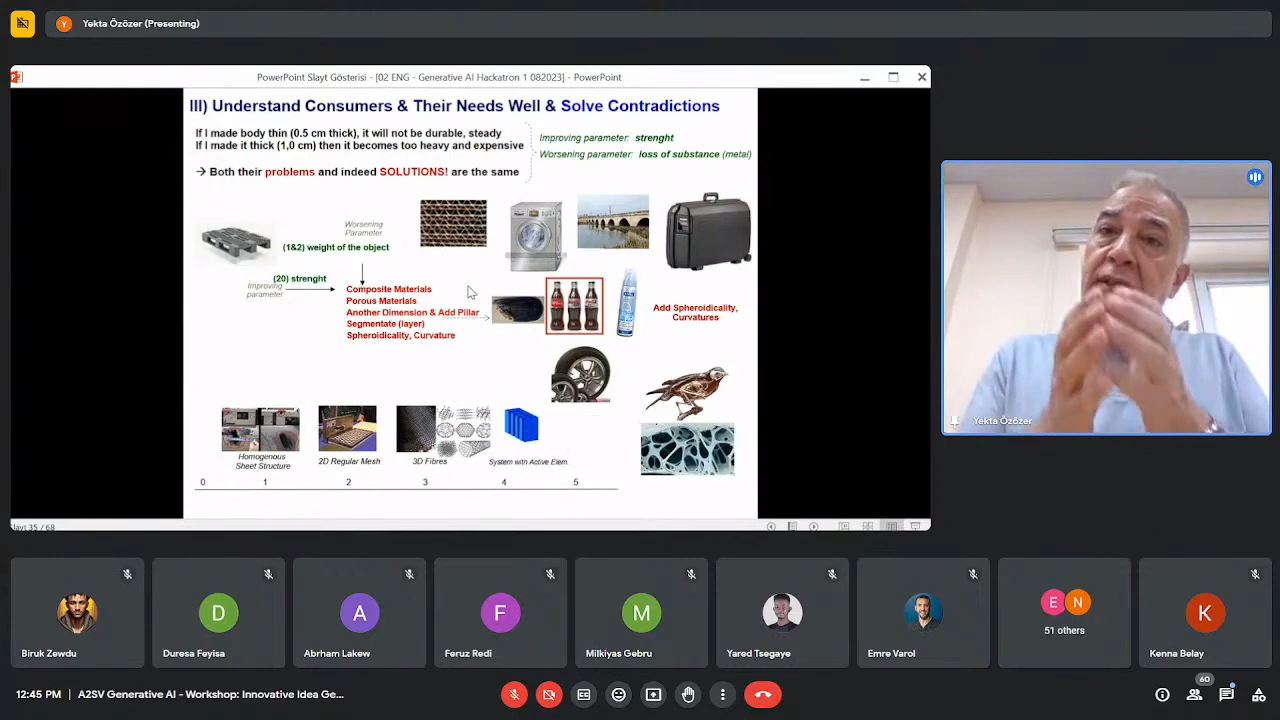 Y
Yekta Özözer (Presenting)
PowerPoint Slayt Gösterisi - [02 ENG - Generative AI Hackatron 1 082023] - PowerPoint
III) Understand Consumers & Their Needs Well & Solve Contradictions
If I made body thin (0.5 cm thick), it will not be durable, steady
If I made it thick (1,0 cm) then it becomes too heavy and expensive
Improving parameter: strenght
Worsening parameter: loss of substance (metal)
→ Both their problems and indeed SOLUTIONS! are the same
Worsening
Parameter
(1&2) weight of the object
(20) strenght
Improving
parameter
Composite Materials
Porous Materials
Another Dimension & Add Pillar
Segmentate (layer)
Spheroidicality, Curvature
Add Spheroidicality,
Curvatures
Homogenous
Sheet Structure
2D Regular Mesh
3D Fibres
System with Active Elem.
0 1 2 3 4 5
Slayt 35 / 68
Yekta Özözer
Biruk Zewdu
D
Duresa Feyisa
A
Abrham Lakew
F
Feruz Redi
M
Milkiyas Gebru
Yared Tsegaye
Emre Varol
E N
51 others
K
Kenna Belay
12:45 PM | A2SV Generative AI - Workshop: Innovative Idea Ge...
60